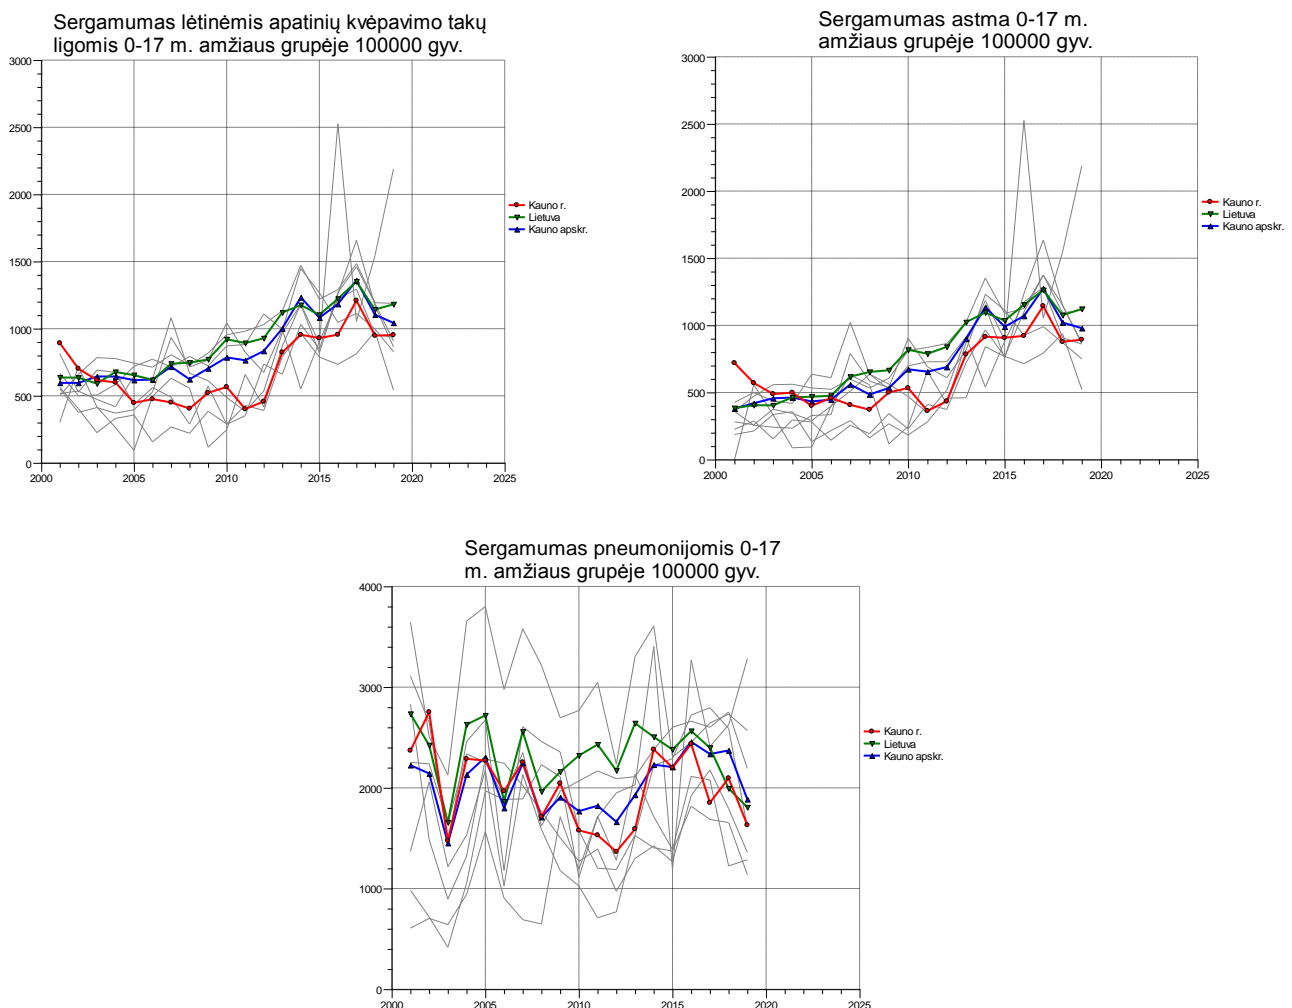 Sergamumas lėtinėmis apatinių kvėpavimo takų
ligomis 0-17 m. amžiaus grupėje 100000 gyv.
3000
2500
2000
1500
1000
500
0
2000
2005
2010
2015
2020
2025
Kauno r.
Lietuva
Kauno apskr.
Sergamumas astma 0-17 m.
amžiaus grupėje 100000 gyv.
3000
2500
2000
1500
1000
500
0
2000
2005
2010
2015
2020
2025
Kauno r.
Lietuva
Kauno apskr.
Sergamumas pneumonijomis 0-17
m. amžiaus grupėje 100000 gyv.
4000
3000
2000
1000
0
2000
2005
2010
2015
2020
2025
Kauno r.
Lietuva
Kauno apskr.